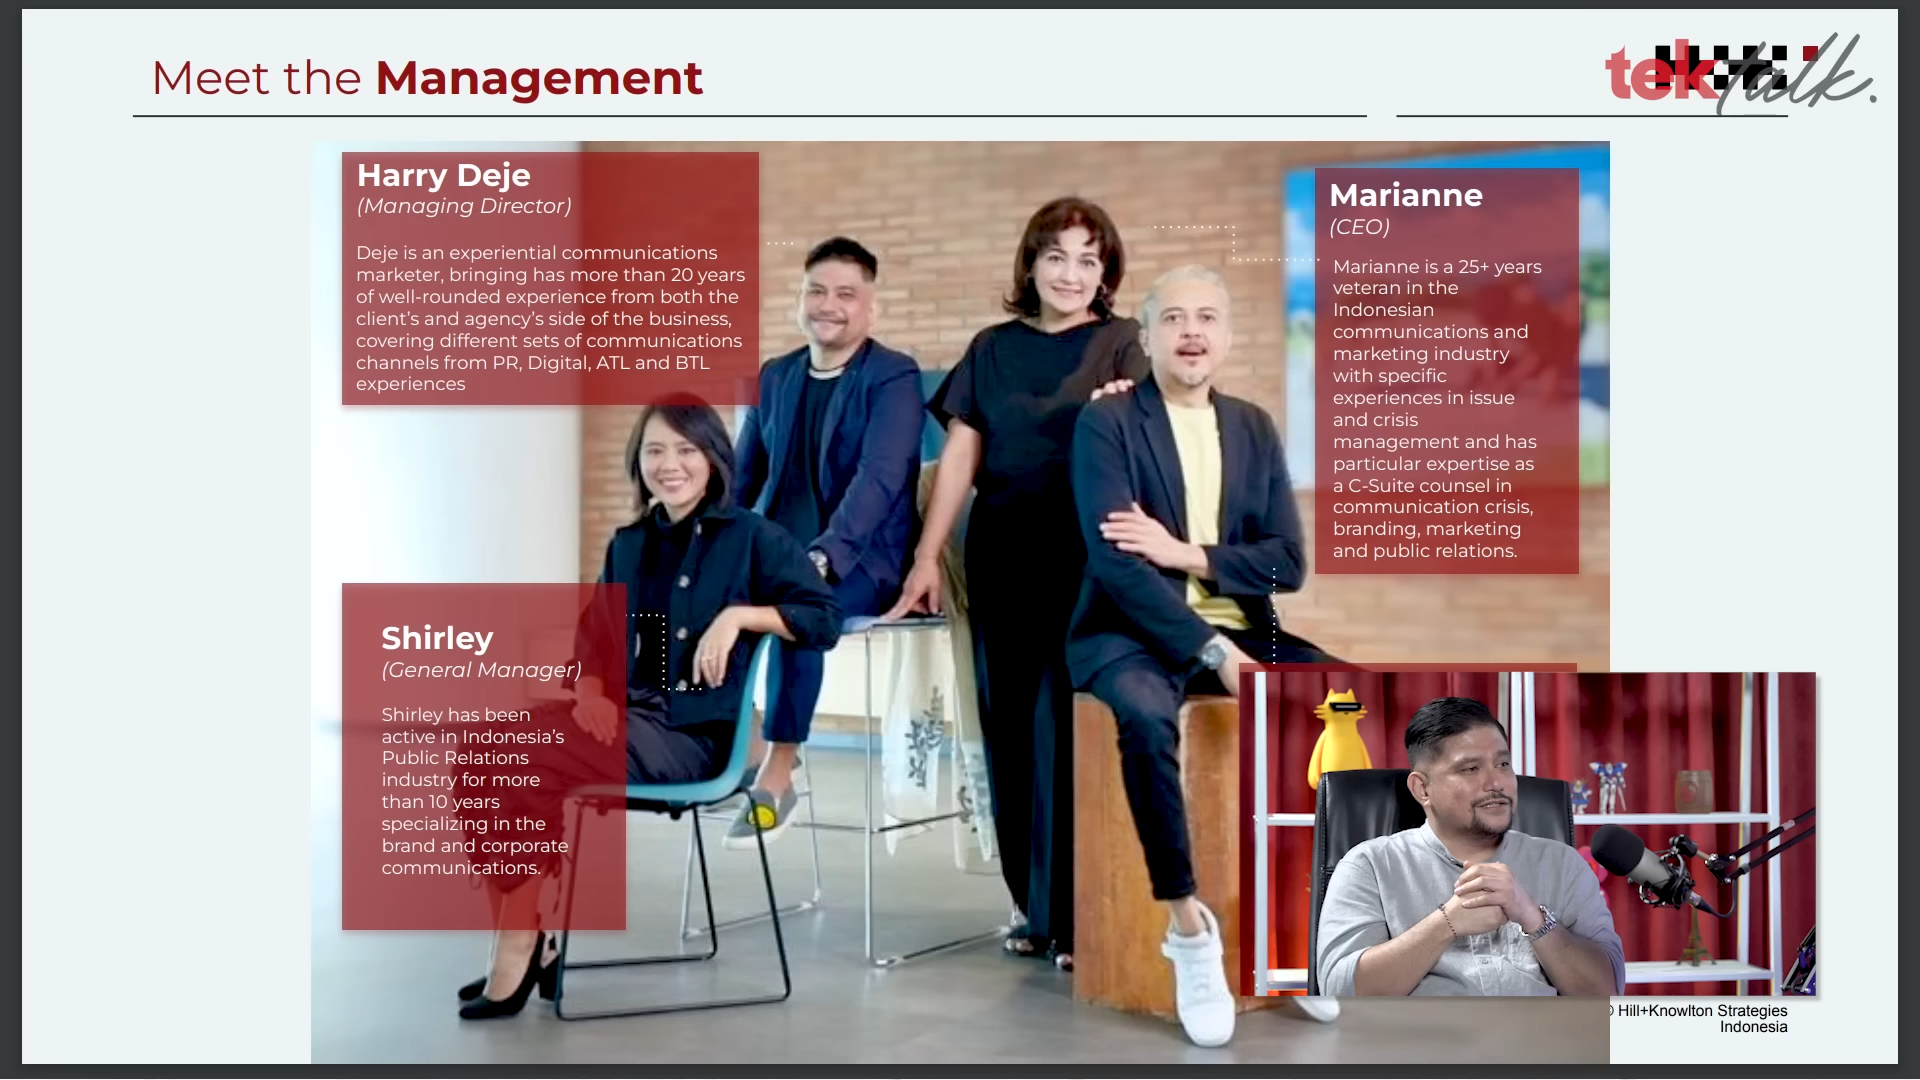 Meet the Management
tektalk.
Harry Deje
(Managing Director)
Deje is an experiential communications
marketer, bringing has more than 20 years
of well-rounded experience from both the
client's and agency's side of the business,
covering different sets of communications
channels from PR, Digital, ATL and BTL
experiences
Marianne
(CEO)
Marianne is a 25+ years
veteran in the
Indonesian
communications and
marketing industry
with specific
experiences in issue
and crisis
management and has
particular expertise as
a C-Suite counsel in
communication crisis,
branding, marketing
and public relations.
Shirley
(General Manager)
Shirley has been
active in Indonesia's
Public Relations
industry for more
than 10 years
specializing in the
brand and corporate
communications.
Hill+Knowlton Strategies
Indonesia